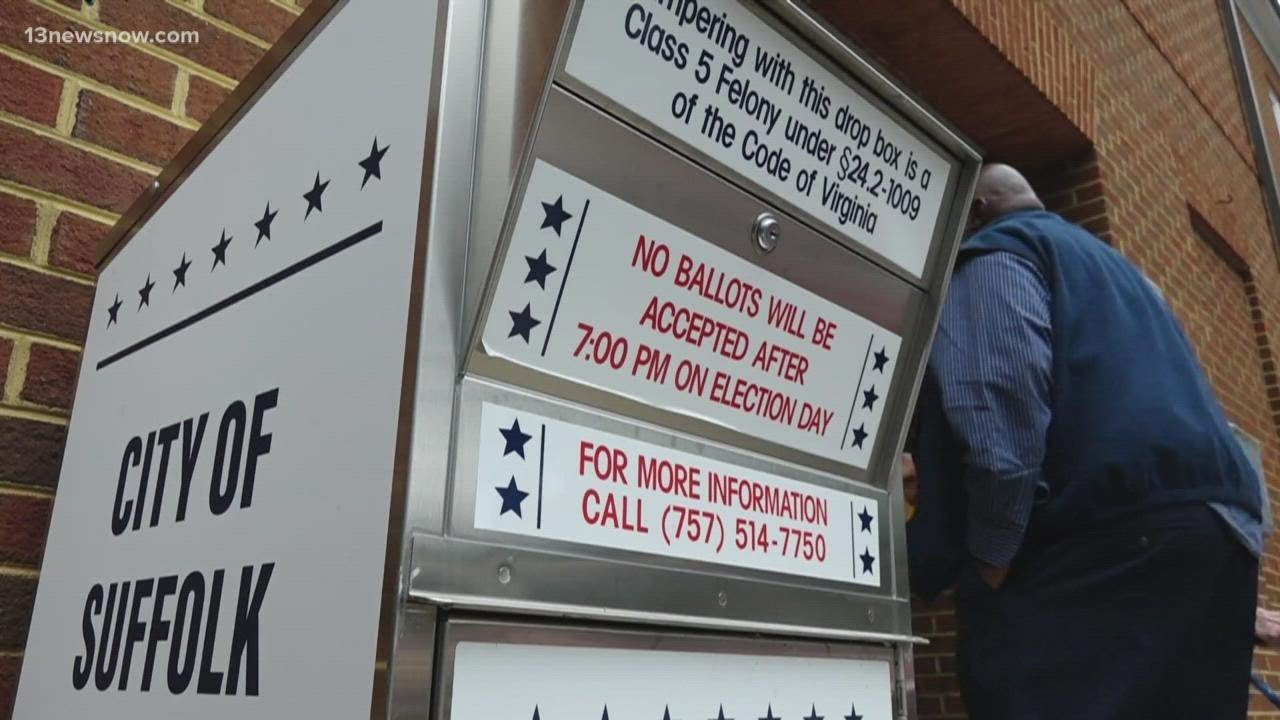 13newsnow.com
mpering with this drop box is a
Class 5 Felony under §24.2-1009
of the Code of Virginia
NO BALLOTS WILL BE
ACCEPTED AFTER
7:00 PM ON ELECTION DAY
FOR MORE INFORMATION
CALL (757) 514-7750
CITY OF
SUFFOLK